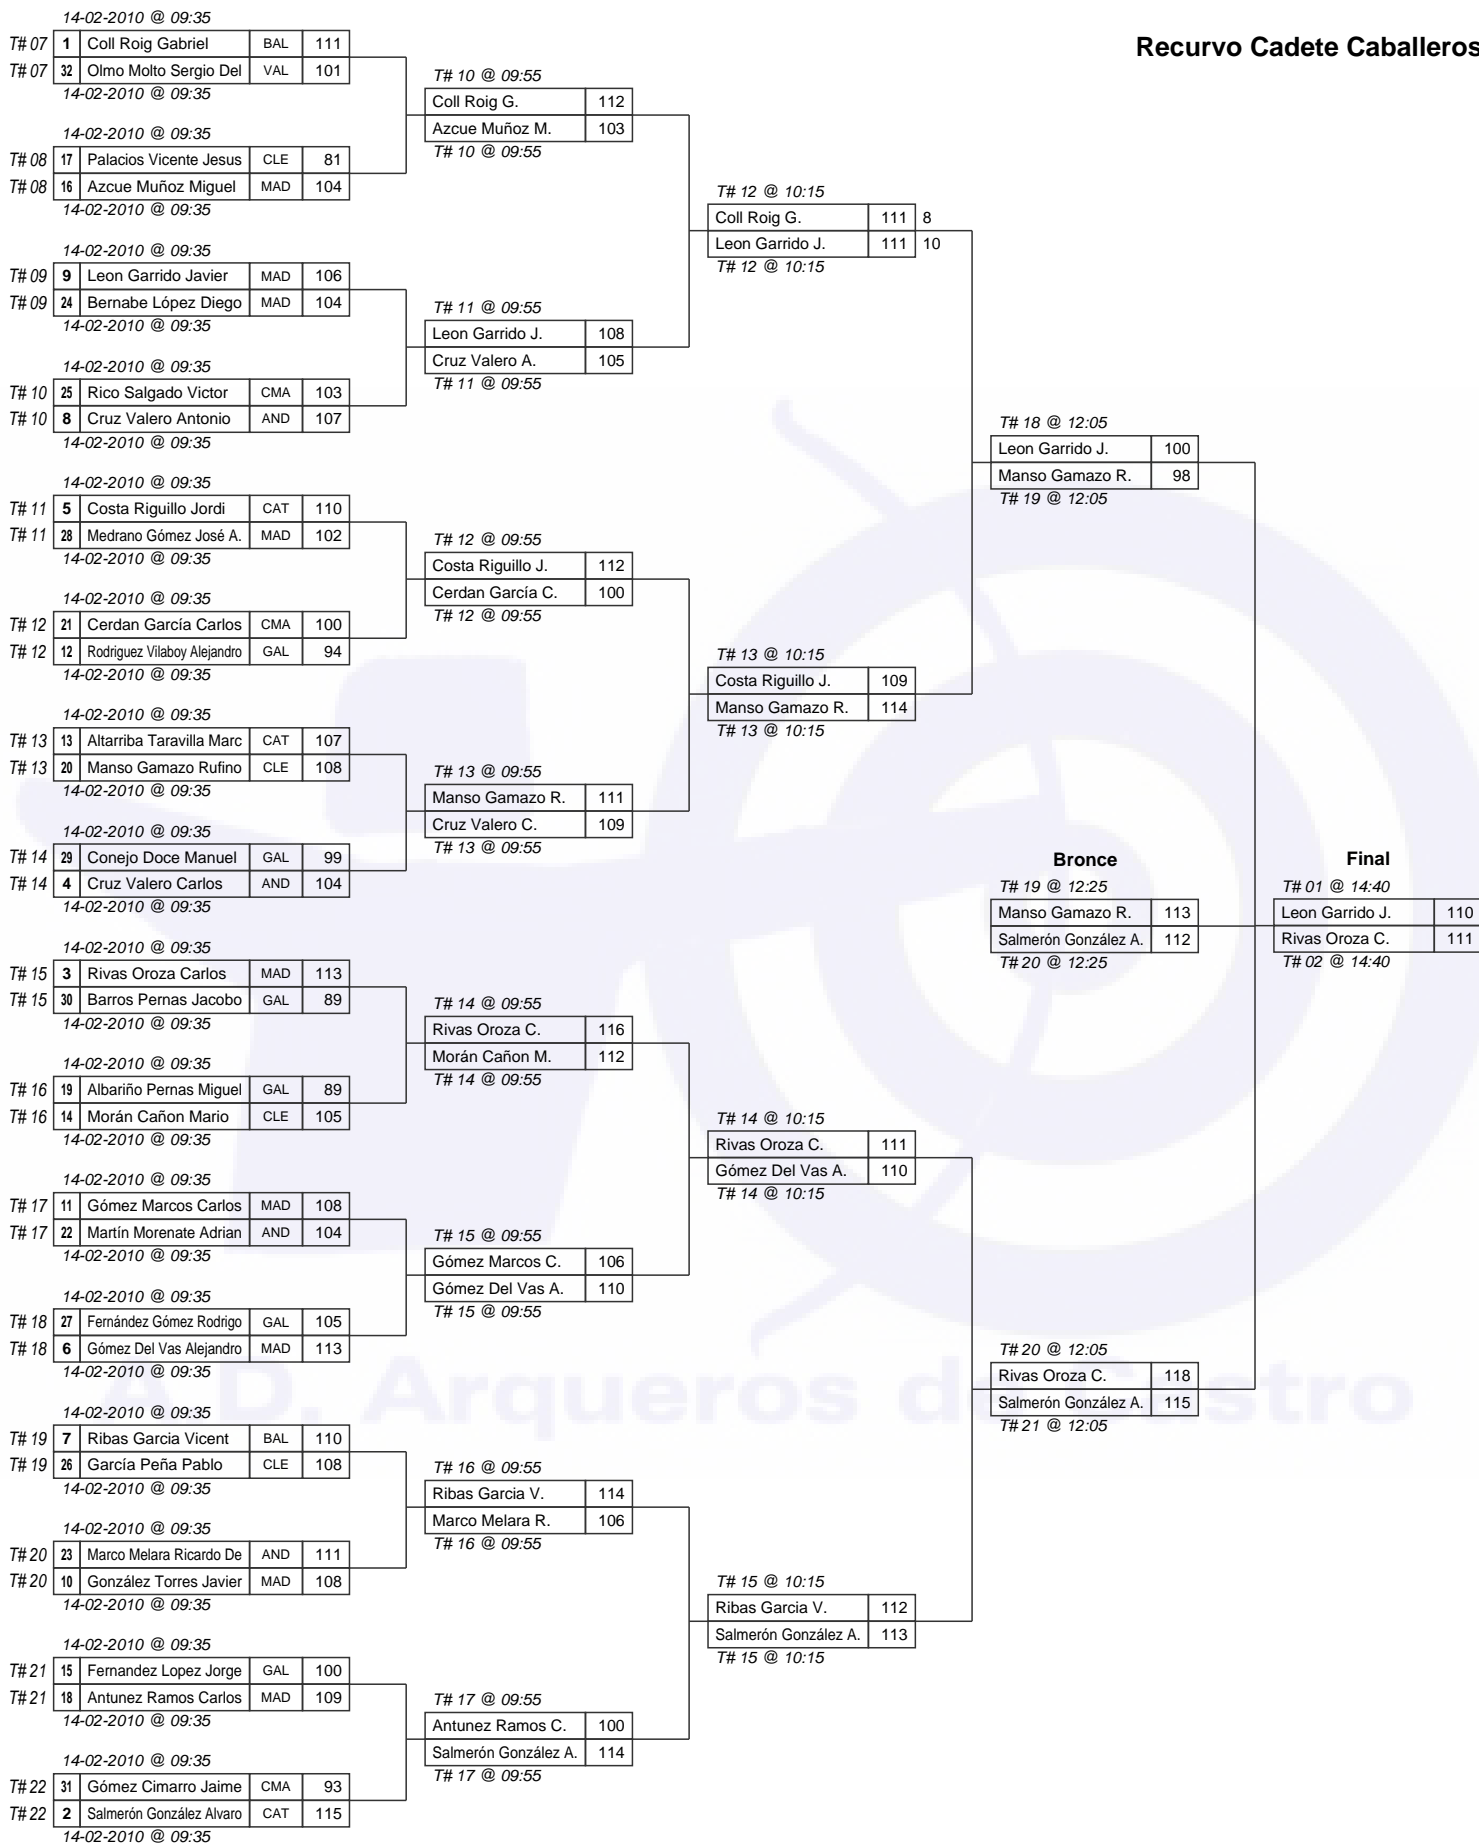 Recurvo Cadete Caballeros
14-02-2010 @ 09:35
T# 07 1 Coll Roig Gabriel BAL 111
T# 07 32 Olmo Molto Sergio Del VAL 101
14-02-2010 @ 09:35
14-02-2010 @ 09:35
T# 08 17 Palacios Vicente Jesus CLE 81
T# 08 16 Azcue Muñoz Miguel MAD 104
14-02-2010 @ 09:35
14-02-2010 @ 09:35
T# 09 9 Leon Garrido Javier MAD 106
T# 09 24 Bernabe López Diego MAD 104
14-02-2010 @ 09:35
14-02-2010 @ 09:35
T# 10 25 Rico Salgado Victor CMA 103
T# 10 8 Cruz Valero Antonio AND 107
14-02-2010 @ 09:35
14-02-2010 @ 09:35
T# 11 5 Costa Riguillo Jordi CAT 110
T# 11 28 Medrano Gómez José A. MAD 102
14-02-2010 @ 09:35
14-02-2010 @ 09:35
T# 12 21 Cerdan García Carlos CMA 100
T# 12 12 Rodriguez Vilaboy Alejandro GAL 94
14-02-2010 @ 09:35
14-02-2010 @ 09:35
T# 13 13 Altarriba Taravilla Marc CAT 107
T# 13 20 Manso Gamazo Rufino CLE 108
14-02-2010 @ 09:35
14-02-2010 @ 09:35
T# 14 29 Conejo Doce Manuel GAL 99
T# 14 4 Cruz Valero Carlos AND 104
14-02-2010 @ 09:35
14-02-2010 @ 09:35
T# 15 3 Rivas Oroza Carlos MAD 113
T# 15 30 Barros Pernas Jacobo GAL 89
14-02-2010 @ 09:35
14-02-2010 @ 09:35
T# 16 19 Albariño Pernas Miguel GAL 89
T# 16 14 Morán Cañon Mario CLE 105
14-02-2010 @ 09:35
14-02-2010 @ 09:35
T# 17 11 Gómez Marcos Carlos MAD 108
T# 17 22 Martín Morenate Adrian AND 104
14-02-2010 @ 09:35
14-02-2010 @ 09:35
T# 18 27 Fernández Gómez Rodrigo GAL 105
T# 18 6 Gómez Del Vas Alejandro MAD 113
14-02-2010 @ 09:35
14-02-2010 @ 09:35
T# 19 7 Ribas Garcia Vicent BAL 110
T# 19 26 García Peña Pablo CLE 108
14-02-2010 @ 09:35
14-02-2010 @ 09:35
T# 20 23 Marco Melara Ricardo De AND 111
T# 20 10 González Torres Javier MAD 108
14-02-2010 @ 09:35
14-02-2010 @ 09:35
T# 21 15 Fernandez Lopez Jorge GAL 100
T# 21 18 Antunez Ramos Carlos MAD 109
14-02-2010 @ 09:35
14-02-2010 @ 09:35
T# 22 31 Gómez Cimarro Jaime CMA 93
T# 22 2 Salmerón González Alvaro CAT 115
14-02-2010 @ 09:35
T# 10 @ 09:55
Coll Roig G. 112
Azcue Muñoz M. 103
T# 10 @ 09:55
T# 11 @ 09:55
Leon Garrido J. 108
Cruz Valero A. 105
T# 11 @ 09:55
T# 12 @ 09:55
Costa Riguillo J. 112
Cerdan García C. 100
T# 12 @ 09:55
T# 13 @ 09:55
Manso Gamazo R. 111
Cruz Valero C. 109
T# 13 @ 09:55
T# 14 @ 09:55
Rivas Oroza C. 116
Morán Cañon M. 112
T# 14 @ 09:55
T# 15 @ 09:55
Gómez Marcos C. 106
Gómez Del Vas A. 110
T# 15 @ 09:55
T# 16 @ 09:55
Ribas Garcia V. 114
Marco Melara R. 106
T# 16 @ 09:55
T# 17 @ 09:55
Antunez Ramos C. 100
Salmerón González A. 114
T# 17 @ 09:55
T# 12 @ 10:15
Coll Roig G. 111 8
Leon Garrido J. 111 10
T# 12 @ 10:15
T# 13 @ 10:15
Costa Riguillo J. 109
Manso Gamazo R. 114
T# 13 @ 10:15
T# 14 @ 10:15
Rivas Oroza C. 111
Gómez Del Vas A. 110
T# 14 @ 10:15
T# 15 @ 10:15
Ribas Garcia V. 112
Salmerón González A. 113
T# 15 @ 10:15
T# 18 @ 12:05
Leon Garrido J. 100
Manso Gamazo R. 98
T# 19 @ 12:05
Bronce
T# 19 @ 12:25
Manso Gamazo R. 113
Salmerón González A. 112
T# 20 @ 12:25
T# 20 @ 12:05
Rivas Oroza C. 118
Salmerón González A. 115
T# 21 @ 12:05
Final
T# 01 @ 14:40
Leon Garrido J. 110
Rivas Oroza C. 111
T# 02 @ 14:40
A.D. Arqueros de Castro